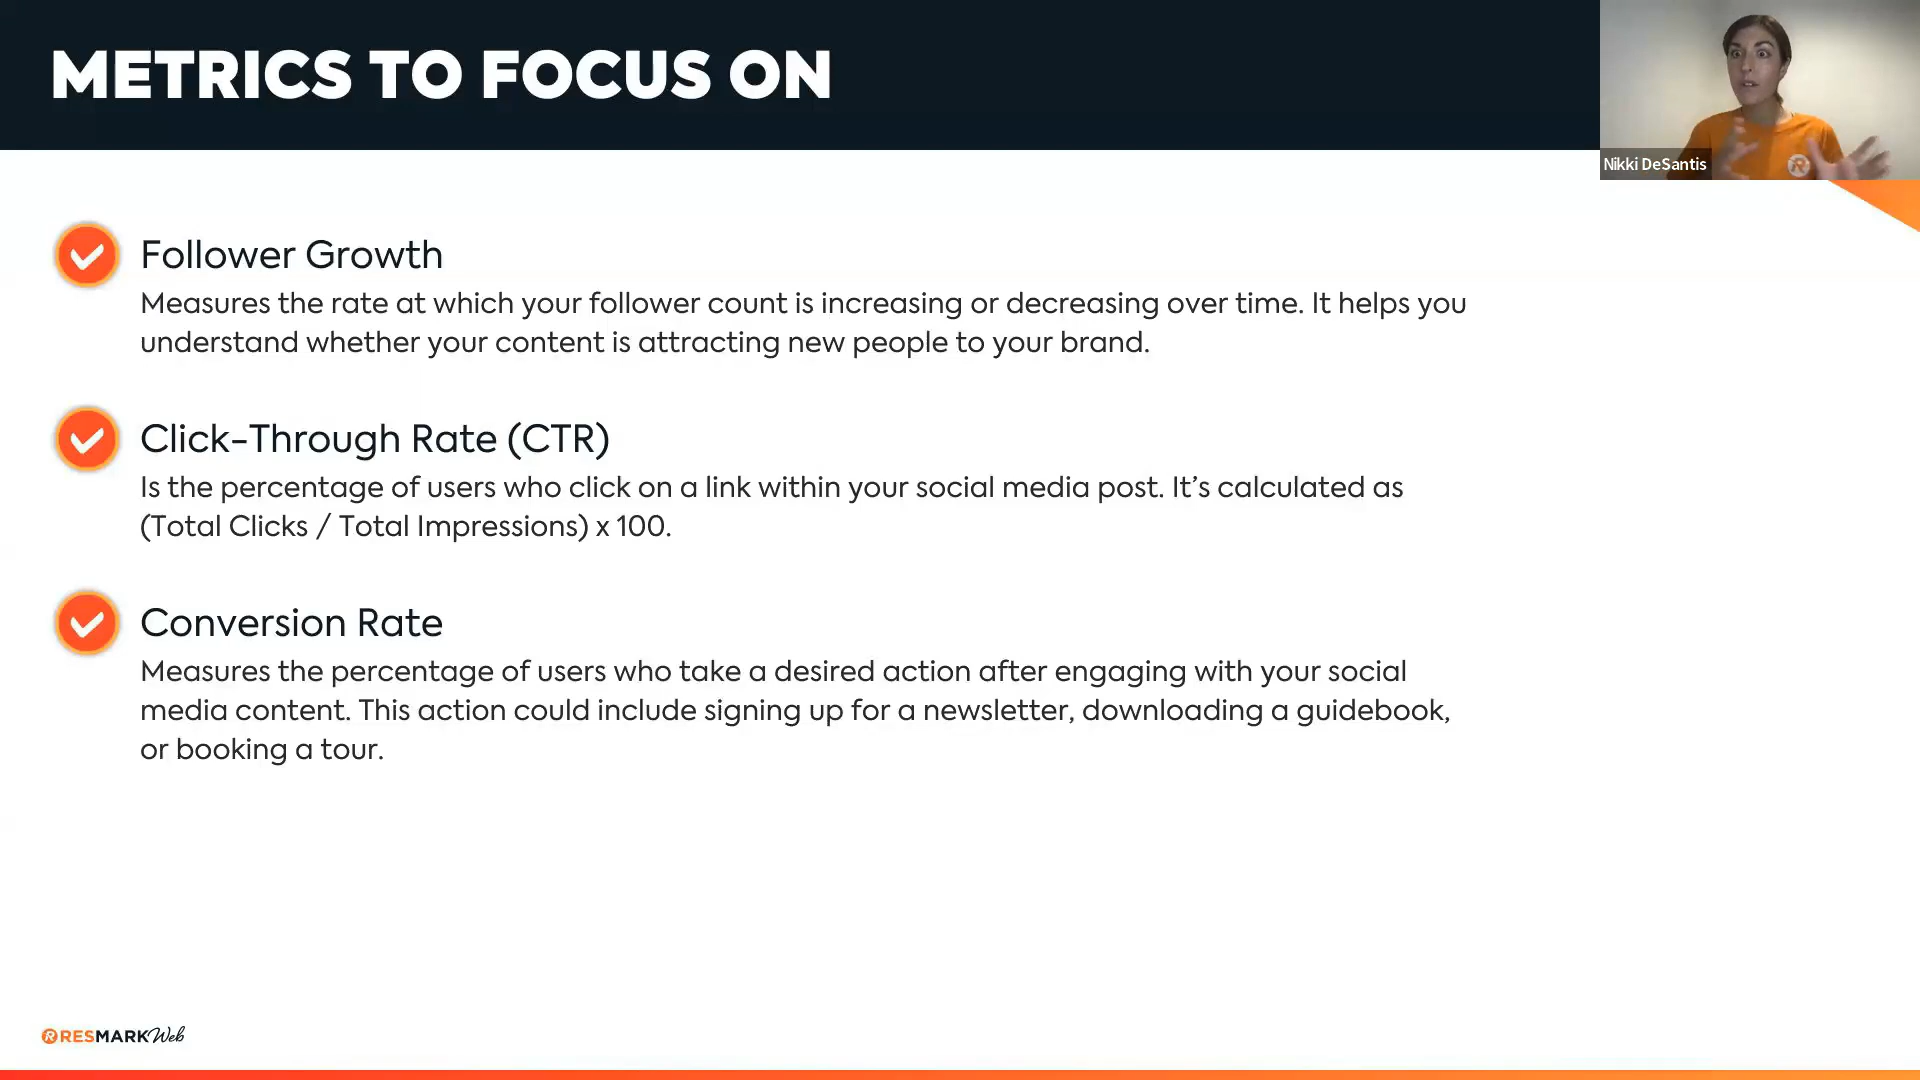 METRICS TO FOCUS ON
Nikki DeSantis
Follower Growth
Measures the rate at which your follower count is increasing or decreasing over time. It helps you
understand whether your content is attracting new people to your brand.
Click-Through Rate (CTR)
Is the percentage of users who click on a link within your social media post. It’s calculated as
(Total Clicks / Total Impressions) x 100.
Conversion Rate
Measures the percentage of users who take a desired action after engaging with your social
media content. This action could include signing up for a newsletter, downloading a guidebook,
or booking a tour.
RESMARK Web